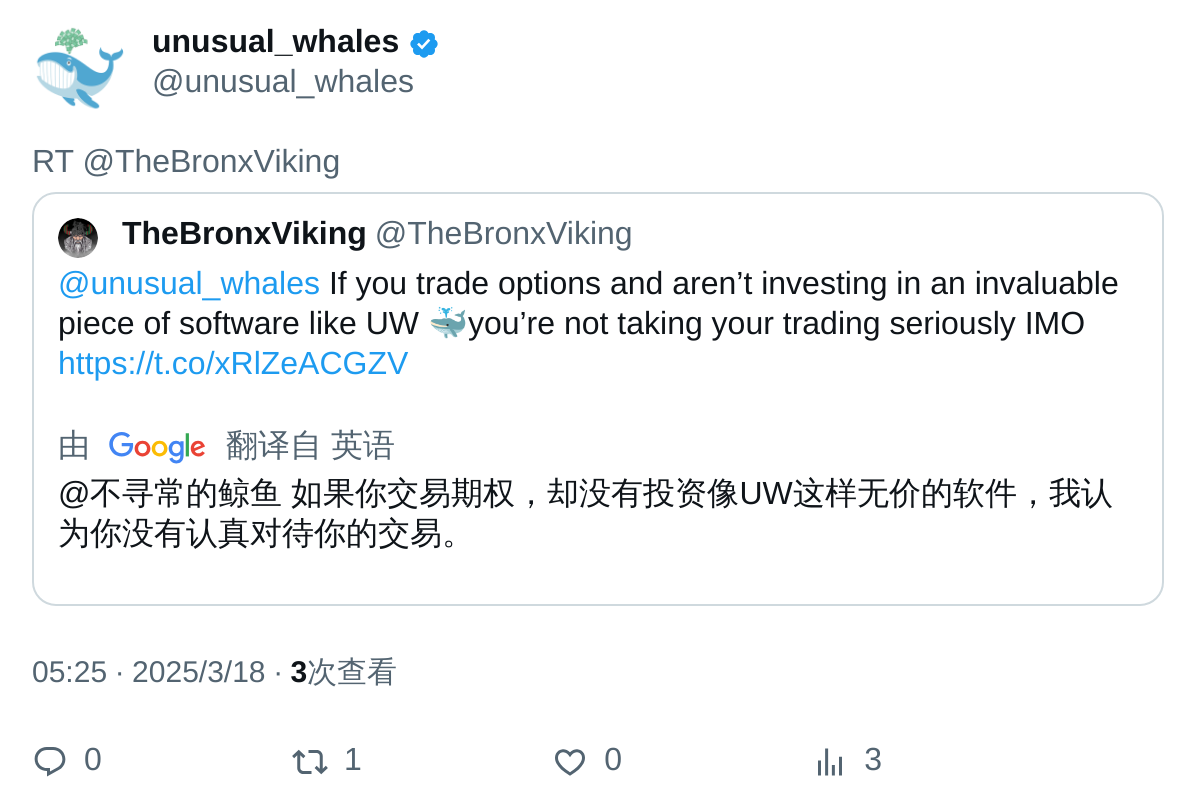 unusual_whales
@unusual_whales
RT @TheBronxViking
TheBronxViking @TheBronxViking
@unusual_whales If you trade options and aren’t investing in an invaluable
piece of software like UW 🐳you’re not taking your trading seriously IMO
https://t.co/xRlZeACGZV
由 Google 翻译自 英语
@不寻常的鲸鱼 如果你交易期权，却没有投资像UW这样无价的软件，我认
为你没有认真对待你的交易。
05:25 · 2025/3/18 · 3次查看
0 1 0 3